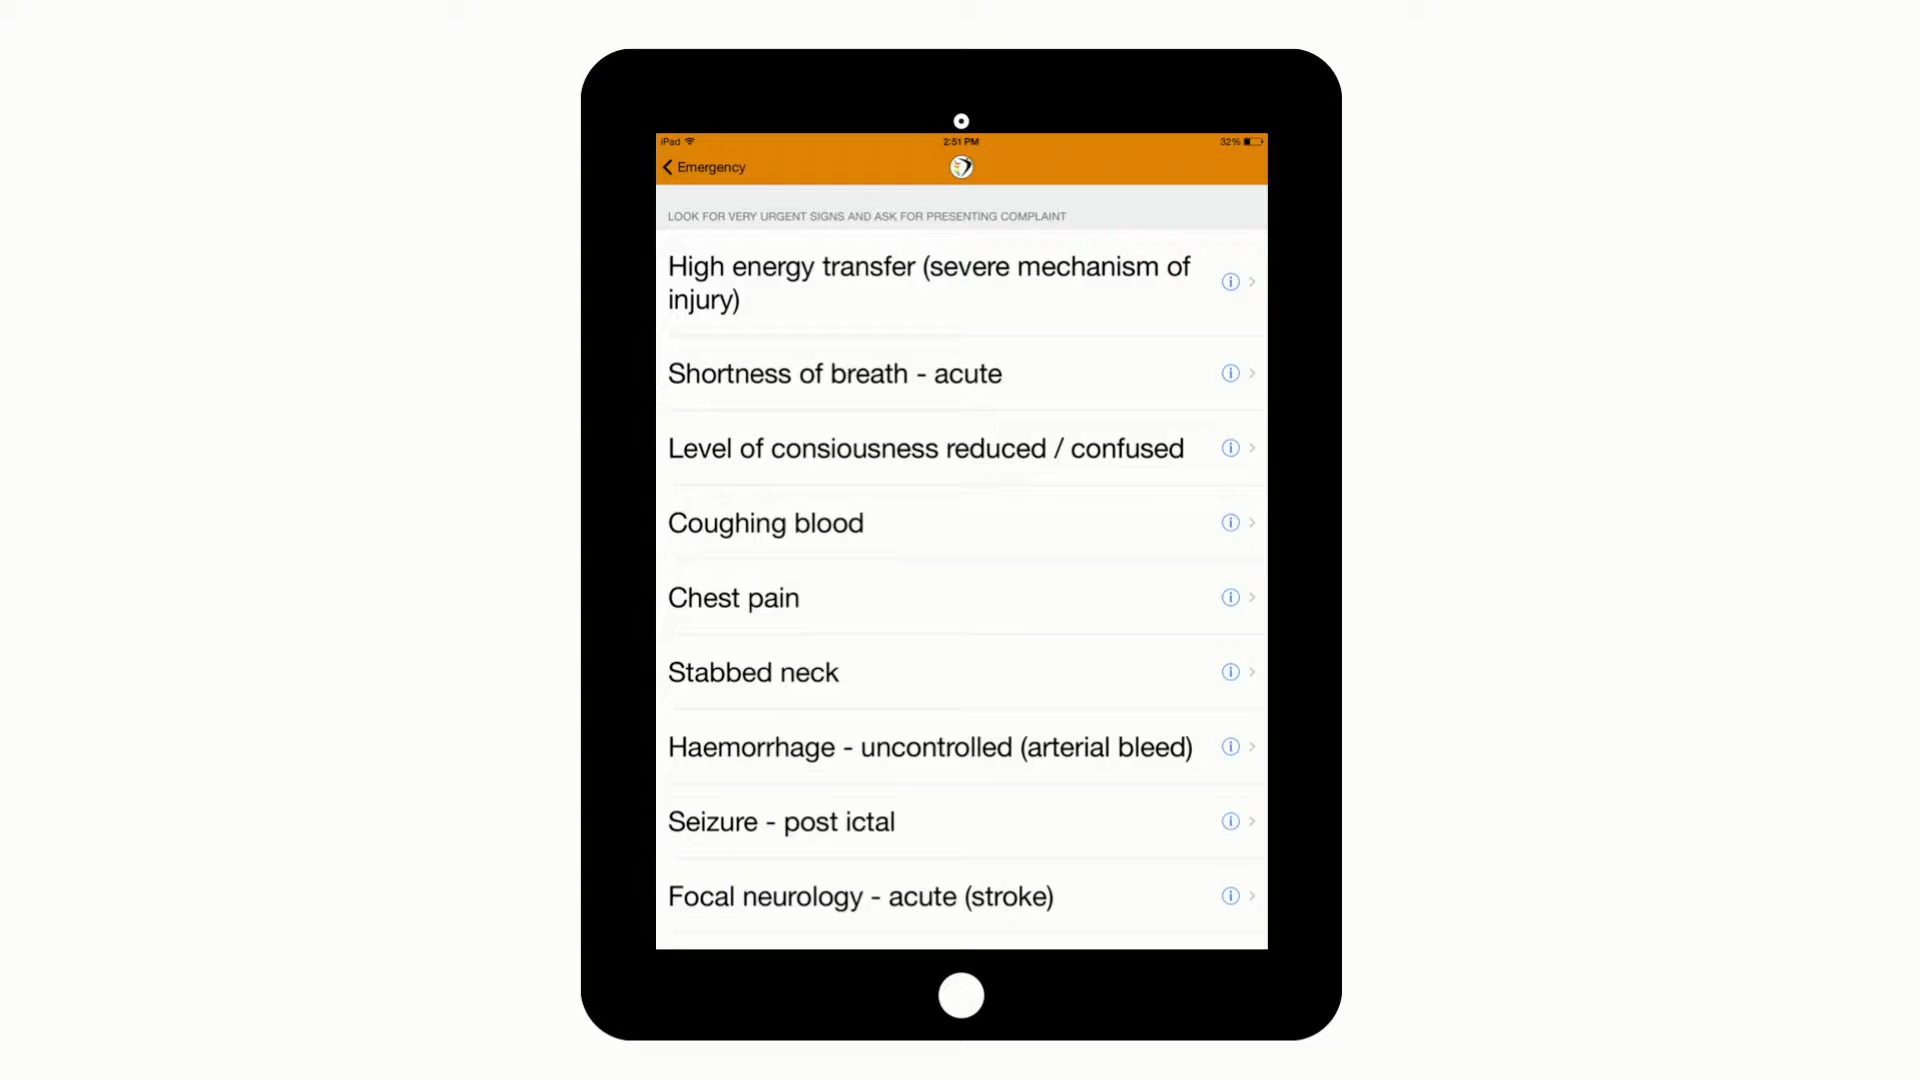 iPad
2:51 PM
32%
Emergency
LOOK FOR VERY URGENT SIGNS AND ASK FOR PRESENTING COMPLAINT
High energy transfer (severe mechanism of
injury)
Shortness of breath - acute
Level of consiousness reduced / confused
Coughing blood
Chest pain
Stabbed neck
Haemorrhage - uncontrolled (arterial bleed)
Seizure - post ictal
Focal neurology - acute (stroke)